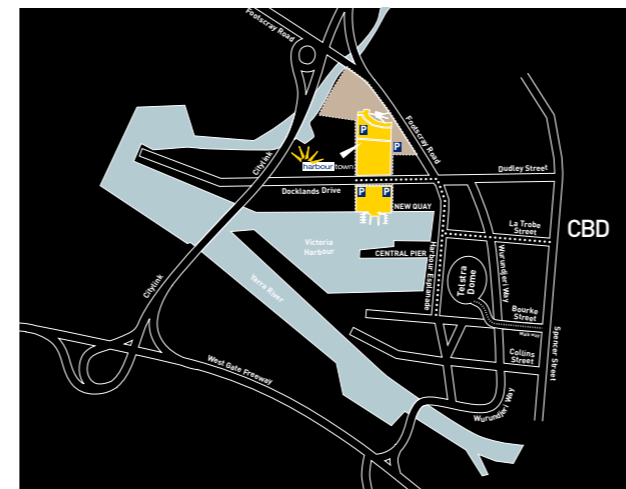 Footscray Road
Footscray Road
P
P
Citylink
harbour town
Dudley Street
Docklands Drive
P
P
NEW QUAY
La Trobe
Street
CBD
Victoria
Harbour
CENTRAL PIER
Harbour Esplanade
Wurundjeri Way
Telstra
Dome
Citylink
Yarra River
Bourke
Street
Spencer Street
Collins
Street
West Gate Freeway
Wurundjeri Way